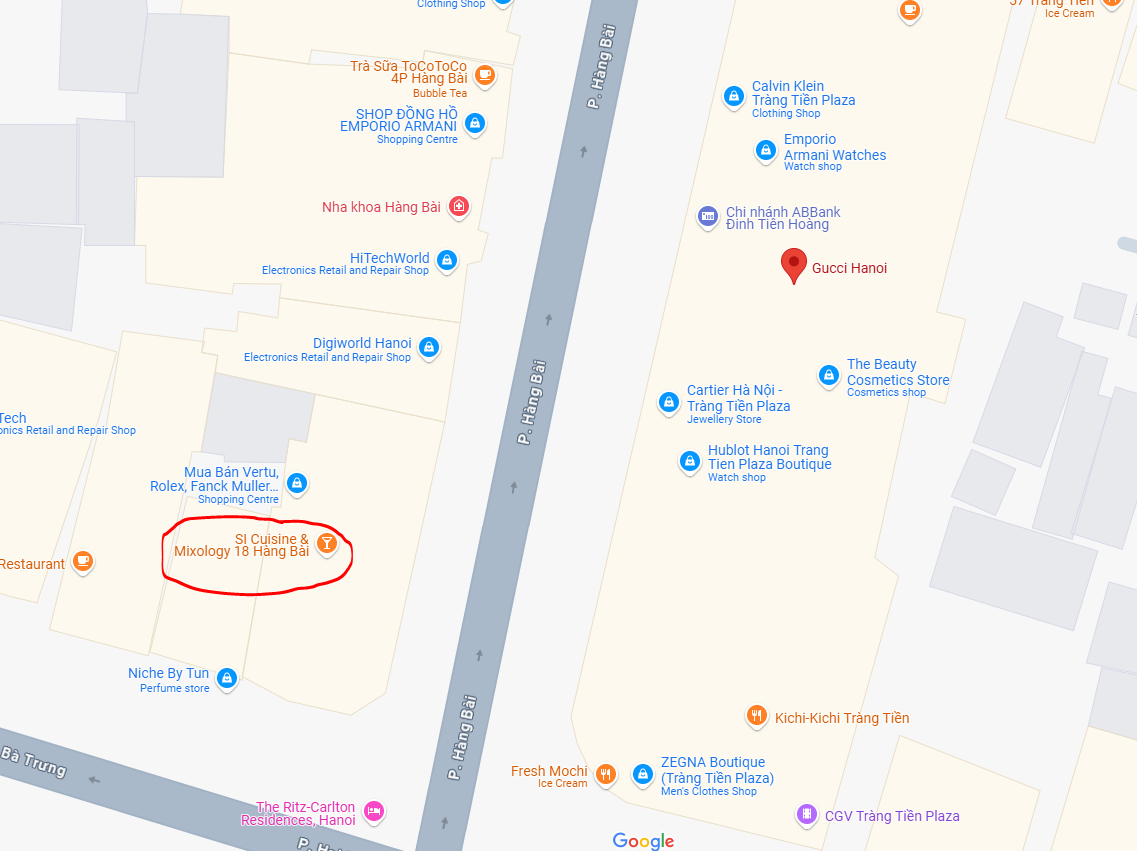 Clothing Shop
57 Tràng Tiền
Ice Cream
P. Hàng Bài
Trà Sữa ToCoToCo
4P Hàng Bài
Bubble Tea
Calvin Klein
Tràng Tiền Plaza
Clothing Shop
SHOP ĐỒNG HỒ
EMPORIO ARMANI
Shopping Centre
Emporio
Armani Watches
Watch shop
Nha khoa Hàng Bài
Chi nhánh ABBank
Đinh Tiên Hoàng
HiTechWorld
Electronics Retail and Repair Shop
Gucci Hanoi
Digiworld Hanoi
Electronics Retail and Repair Shop
The Beauty
Cosmetics Store
Cosmetics shop
P. Hàng Bài
Cartier Hà Nội -
Tràng Tiền Plaza
Jewellery Store
Tech
onics Retail and Repair Shop
Hublot Hanoi Trang
Tien Plaza Boutique
Watch shop
Mua Bán Vertu,
Rolex, Fanck Muller...
Shopping Centre
SI Cuisine &
Mixology 18 Hàng Bài
Restaurant
Niche By Tun
Perfume store
P. Hàng Bài
Kichi-Kichi Tràng Tiền
Bà Trưng
Fresh Mochi
Ice Cream
ZEGNA Boutique
(Tràng Tiền Plaza)
Men's Clothes Shop
The Ritz-Carlton
Residences, Hanoi
CGV Tràng Tiền Plaza
Google
P. Ha